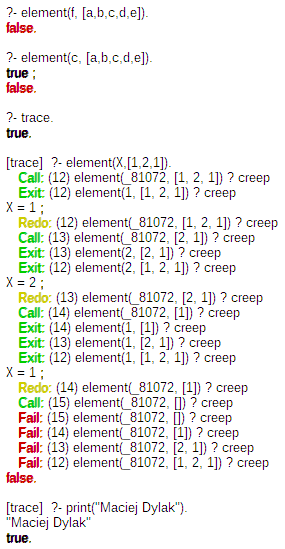 ?- element(f, [a,b,c,d,e]).
false.
?- element(c, [a,b,c,d,e]).
true ;
false.
?- trace.
true.
[trace]  ?- element(X,[1,2,1]).
Call: (12) element(_81072, [1, 2, 1]) ? creep
Exit: (12) element(1, [1, 2, 1]) ? creep
X = 1 ;
Redo: (12) element(_81072, [1, 2, 1]) ? creep
Call: (13) element(_81072, [2, 1]) ? creep
Exit: (13) element(2, [2, 1]) ? creep
Exit: (12) element(2, [1, 2, 1]) ? creep
X = 2 ;
Redo: (13) element(_81072, [2, 1]) ? creep
Call: (14) element(_81072, [1]) ? creep
Exit: (14) element(1, [1]) ? creep
Exit: (13) element(1, [2, 1]) ? creep
Exit: (12) element(1, [1, 2, 1]) ? creep
X = 1 ;
Redo: (14) element(_81072, [1]) ? creep
Call: (15) element(_81072, []) ? creep
Fail: (15) element(_81072, []) ? creep
Fail: (14) element(_81072, [1]) ? creep
Fail: (13) element(_81072, [2, 1]) ? creep
Fail: (12) element(_81072, [1, 2, 1]) ? creep
false.
[trace]  ?- print("Maciej Dylak").
"Maciej Dylak"
true.